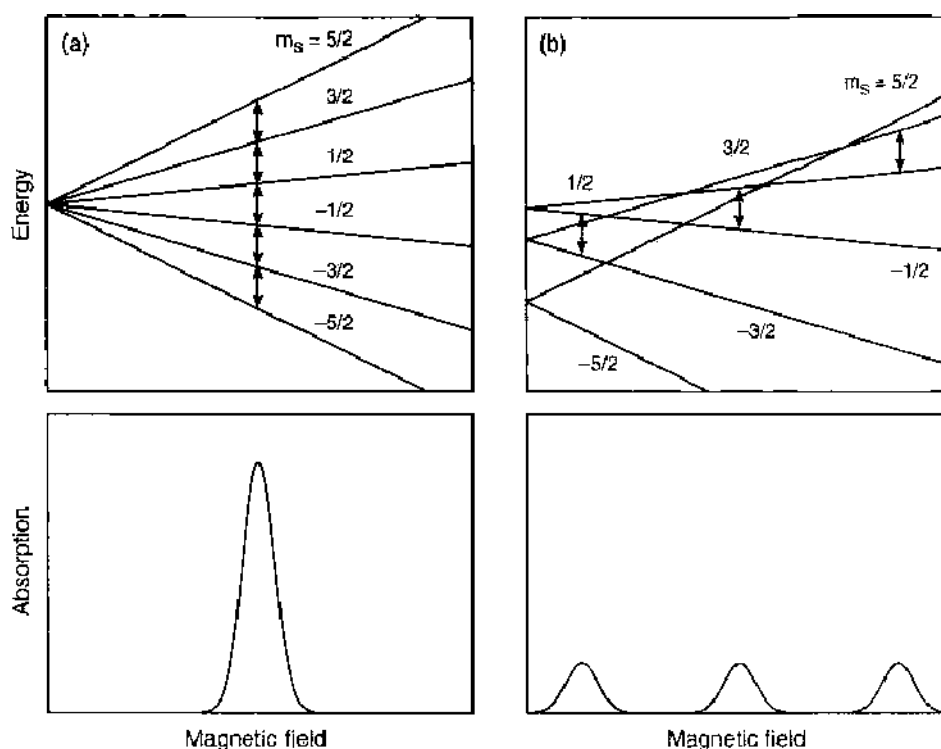 (a)
m_s = 5/2
3/2
1/2
−1/2
−3/2
−5/2
Energy
(b)
m_s = 5/2
3/2
1/2
−1/2
−3/2
−5/2
Absorption
Magnetic field
Magnetic field